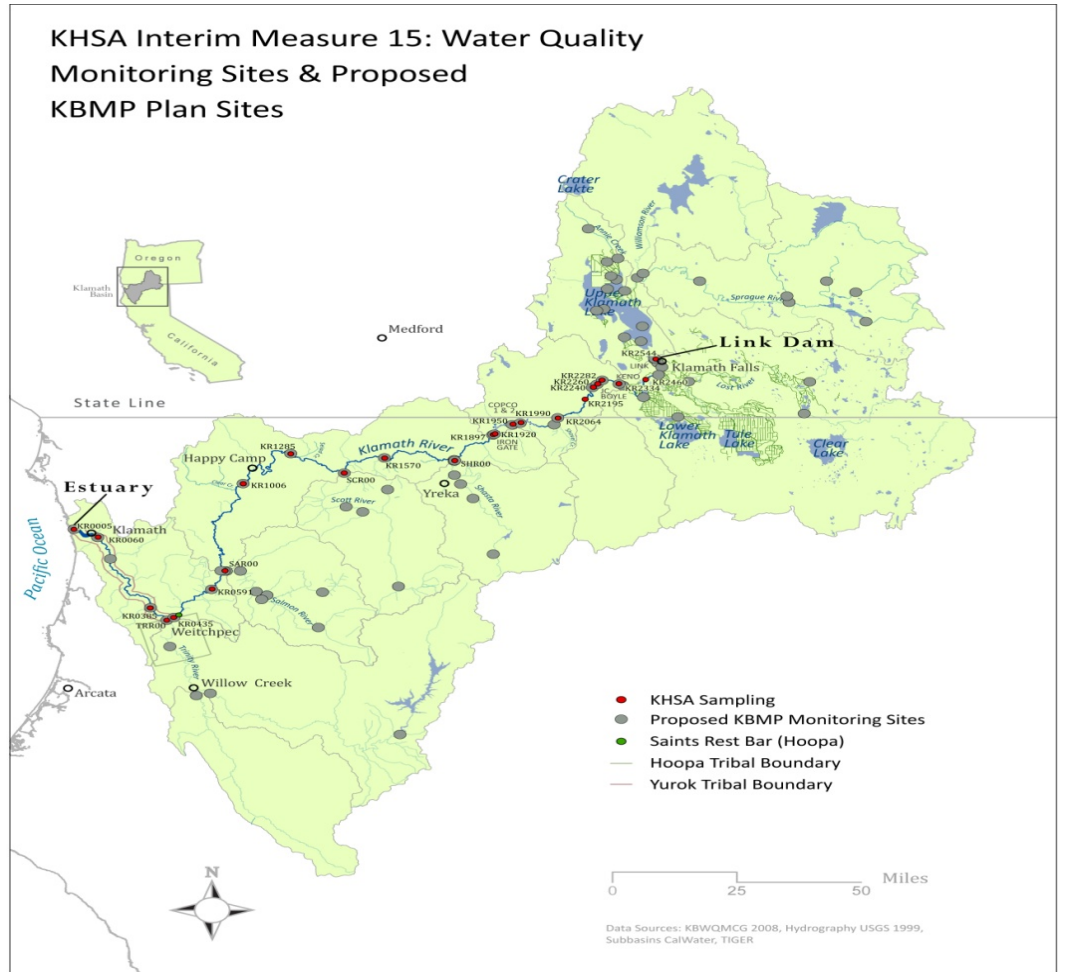 KHSA Interim Measure 15: Water Quality
Monitoring Sites & Proposed
KBMP Plan Sites
Crater
Lakte
Williamson River
Annie Creek
Oregon
Klamath
Basin
California
Upper
Klamath
Lake
Sprague River
Medford
KR2544
Link Dam
LINK
Klamath Falls
KR2282
KR2260
KR2240
KENO
KR2460
KR2334
JC
BOYLE
Lost River
KR2195
State Line
COPCO
1 & 2
KR1990
KR1950
KR2064
Lower
Klamath
Lake
Tule
Lake
Clear
Lake
KR1897
KR1920
IRON
GATE
KR1285
Klamath River
Happy Camp
KR1570
SHR00
SCR00
KR1006
Yreka
Scott River
Shasta River
Estuary
KR0005
Klamath
KR0060
Pacific Ocean
SAR00
KR0591
Salmon River
KR0385
TRR00
KR0435
Weitchpec
Trinity River
Willow Creek
Arcata
KHSA Sampling
Proposed KBMP Monitoring Sites
Saints Rest Bar (Hoopa)
Hoopa Tribal Boundary
Yurok Tribal Boundary
N
Miles
0 25 50
Data Sources: KBWQMCG 2008, Hydrography USGS 1999,
Subbasins CalWater, TIGER